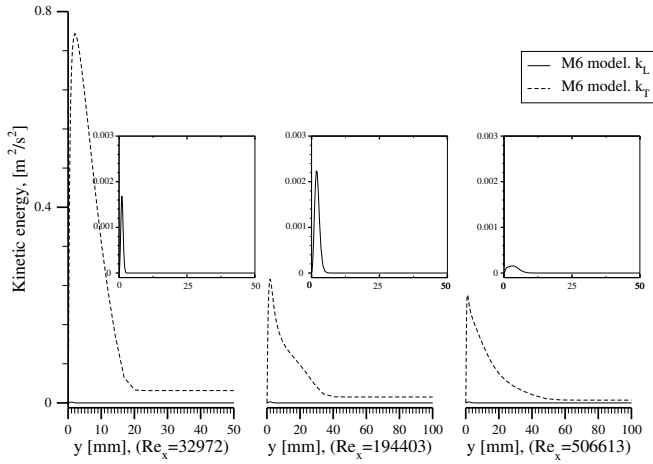 0.8
M6 model. k_L
M6 model. k_T
0.003 0.003 0.003
0.002 0.002 0.002
0.4
Kinetic energy, [m^2/s^2]
0.001 0.001 0.001
0 0 0
0 25 50 0 25 50 0 25 50
0
0 10 20 30 40 50 0 20 40 60 80 100 0 20 40 60 80 100
y [mm], (Re_x=32972) y [mm], (Re_x=194403) y [mm], (Re_x=506613)